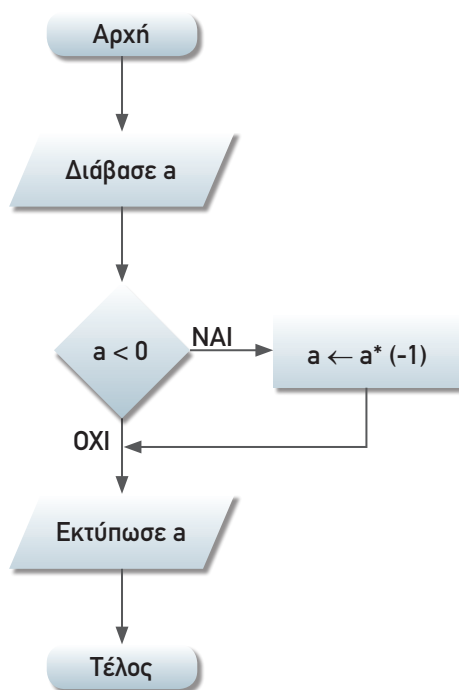 Αρχή
Διάβασε a
a < 0
ΝΑΙ
a ← a* (-1)
ΟΧΙ
Εκτύπωσε a
Τέλος